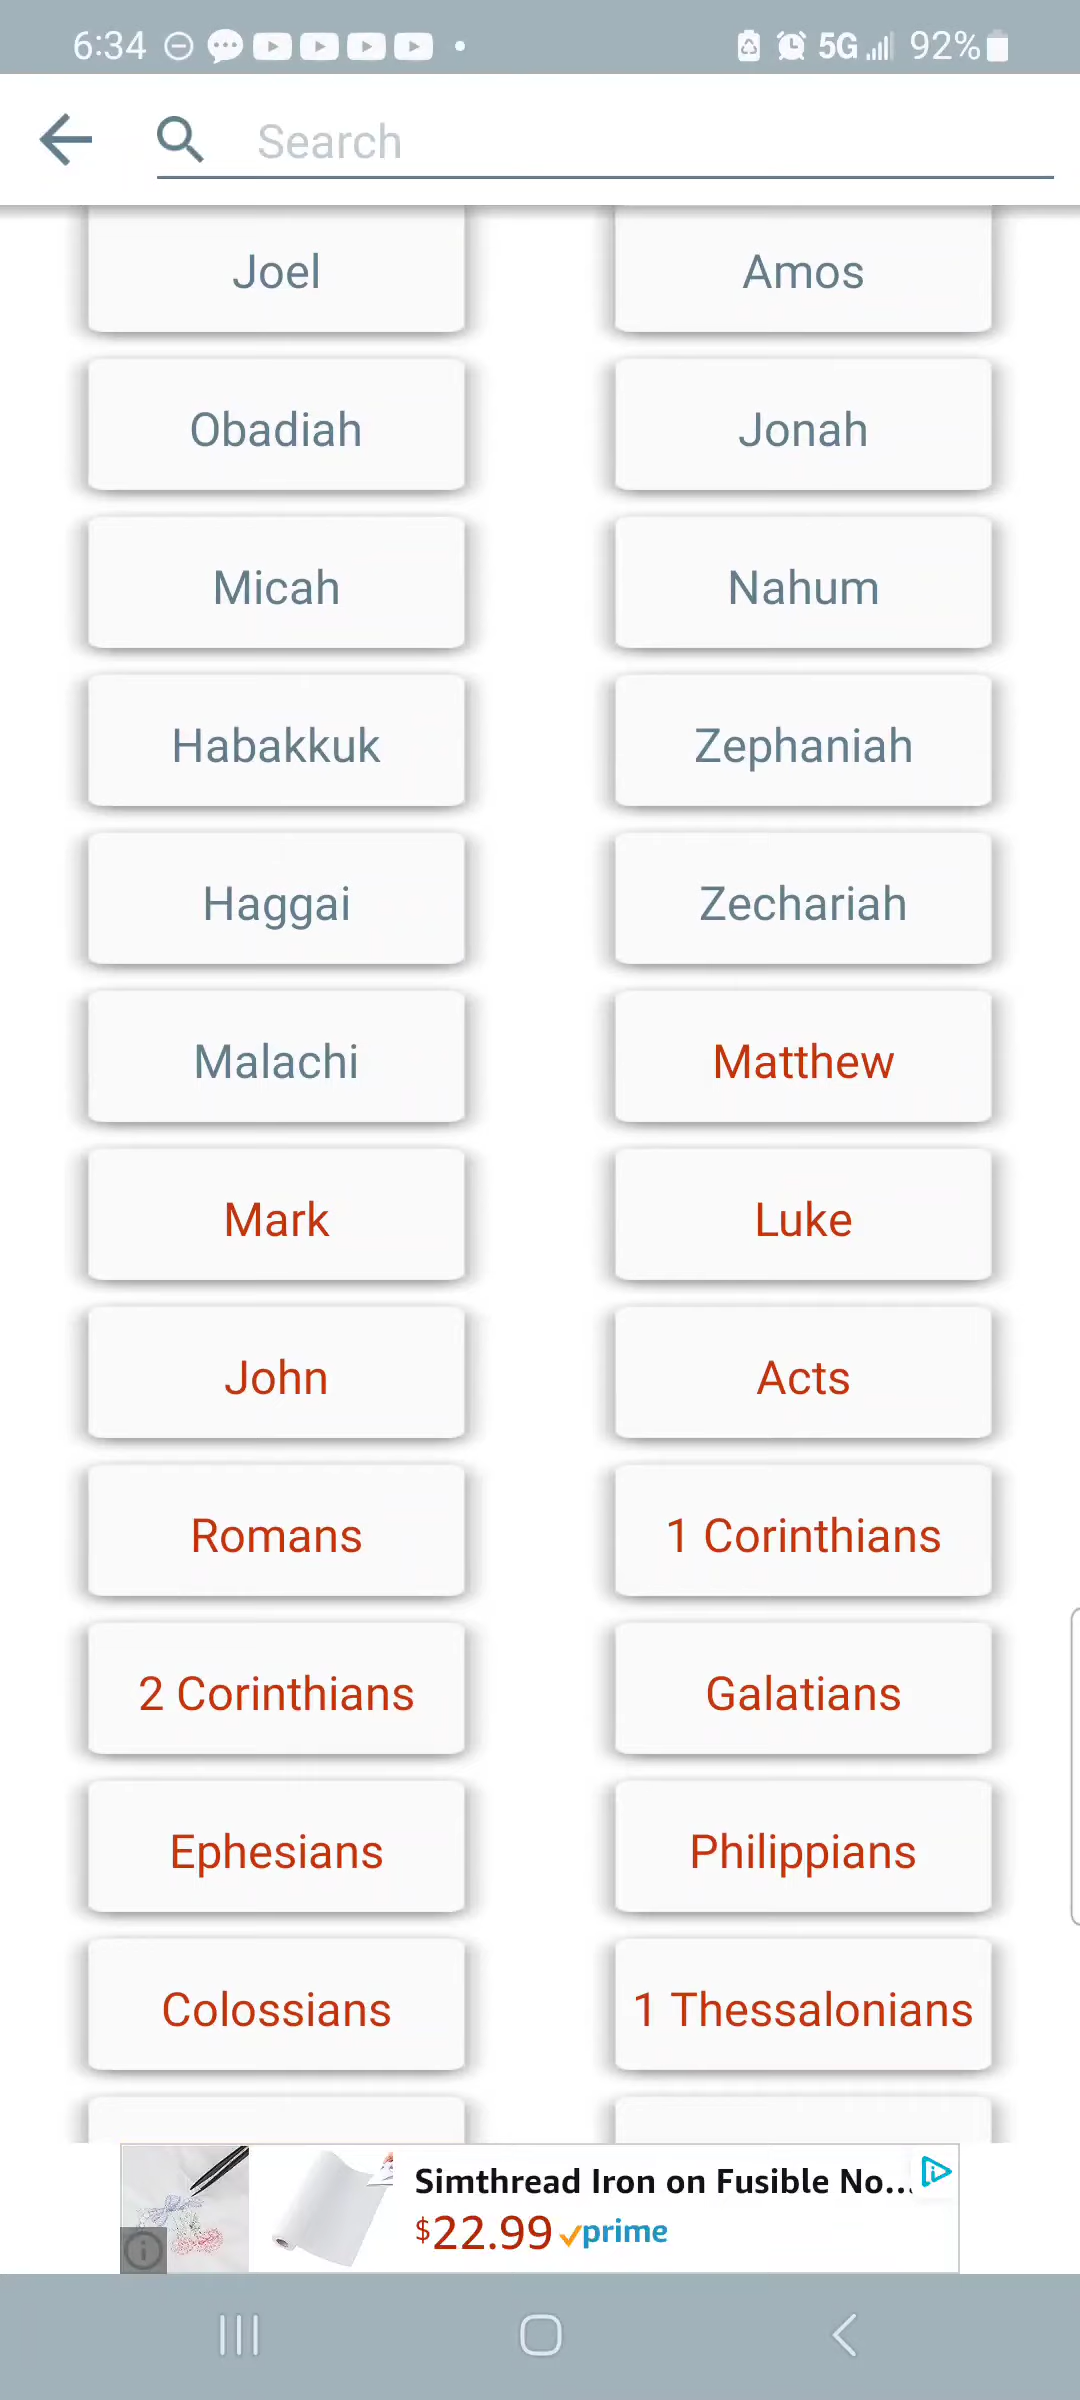 6:34 5G 92%
Search
Joel Amos
Obadiah Jonah
Micah Nahum
Habakkuk Zephaniah
Haggai Zechariah
Malachi Matthew
Mark Luke
John Acts
Romans 1 Corinthians
2 Corinthians Galatians
Ephesians Philippians
Colossians 1 Thessalonians
Simthread Iron on Fusible No...
$22.99 prime